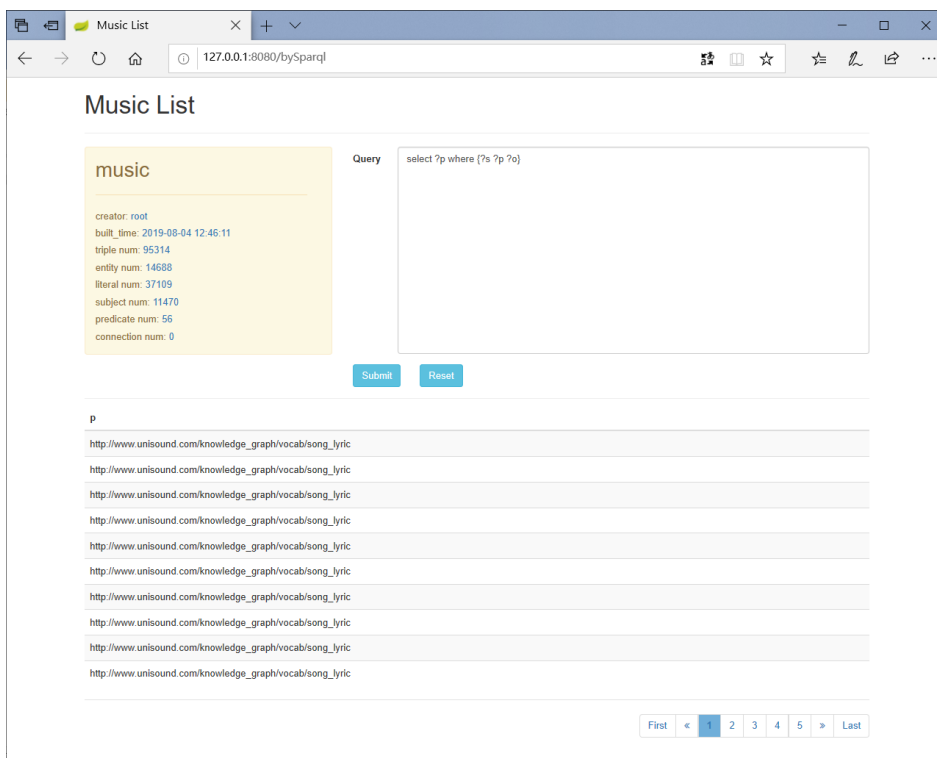 Music List
127.0.0.1:8080/bySparql
Music List
music
creator: root
built_time: 2019-08-04 12:46:11
triple num: 95314
entity num: 14688
literal num: 37109
subject num: 11470
predicate num: 56
connection num: 0
Query
select ?p where {?s ?p ?o}
Submit Reset
p
http://www.unisound.com/knowledge_graph/vocab/song_lyric
http://www.unisound.com/knowledge_graph/vocab/song_lyric
http://www.unisound.com/knowledge_graph/vocab/song_lyric
http://www.unisound.com/knowledge_graph/vocab/song_lyric
http://www.unisound.com/knowledge_graph/vocab/song_lyric
http://www.unisound.com/knowledge_graph/vocab/song_lyric
http://www.unisound.com/knowledge_graph/vocab/song_lyric
http://www.unisound.com/knowledge_graph/vocab/song_lyric
http://www.unisound.com/knowledge_graph/vocab/song_lyric
http://www.unisound.com/knowledge_graph/vocab/song_lyric
First « 1 2 3 4 5 » Last